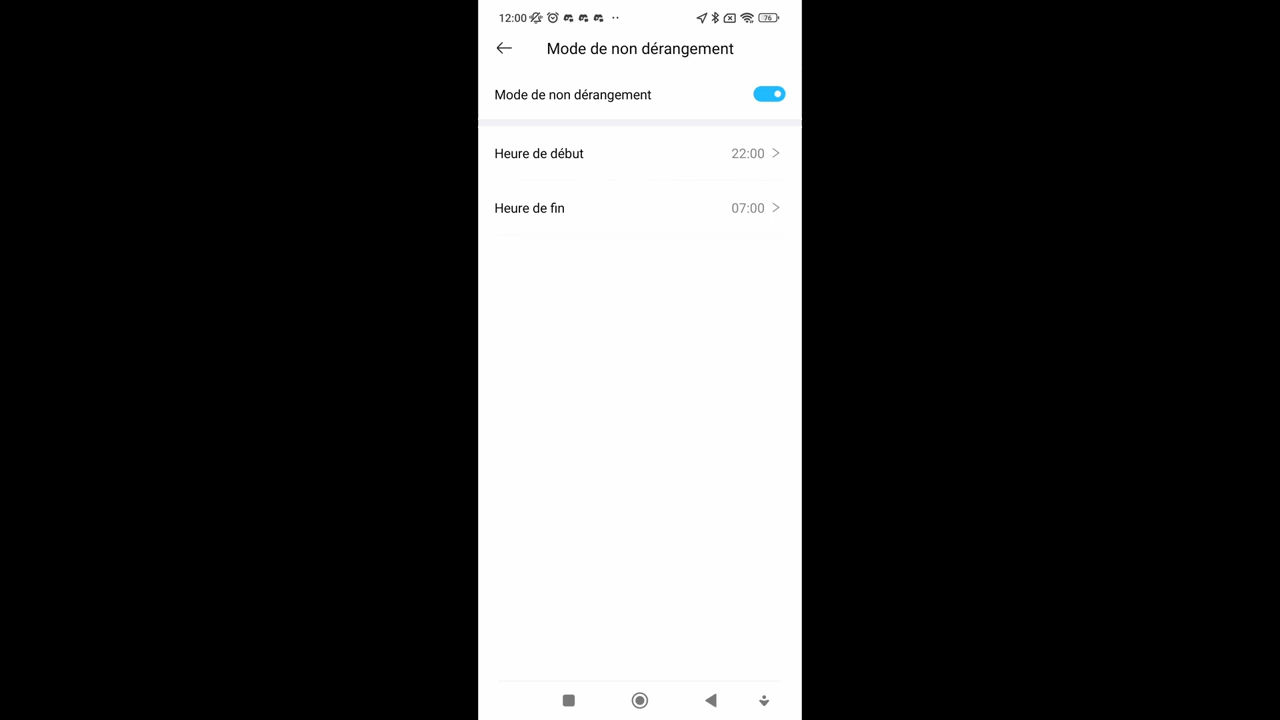 12:00
76
Mode de non dérangement
Mode de non dérangement
Heure de début 22:00
Heure de fin 07:00